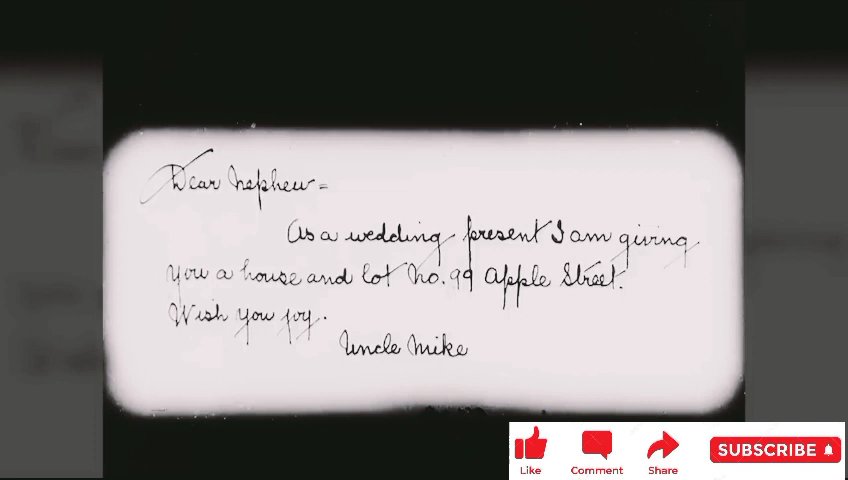 Dear Nephew=
As a wedding present I am giving
you a house and lot No. 99 Apple Street.
Wish you joy.
Uncle Mike
Like Comment Share SUBSCRIBE